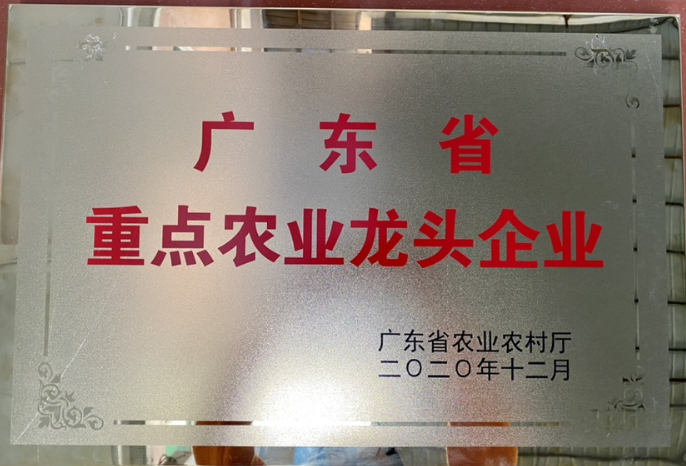 广东省
重点农业龙头企业
广东省农业农村厅
二〇二〇年十二月